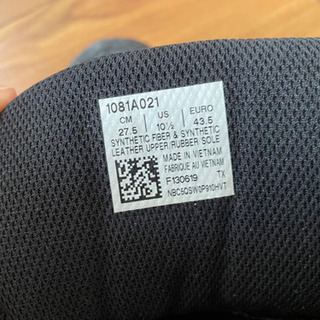 1081A021
CM | US | EURO
27.5 | 10½ | 43.5
SYNTHETIC FIBER & SYNTHETIC
LEATHER UPPER/RUBBER SOLE
MADE IN VIETNAM
FABRIQUE AU VIETNAM
F130619 TX
NBC5QSW0P910HVT